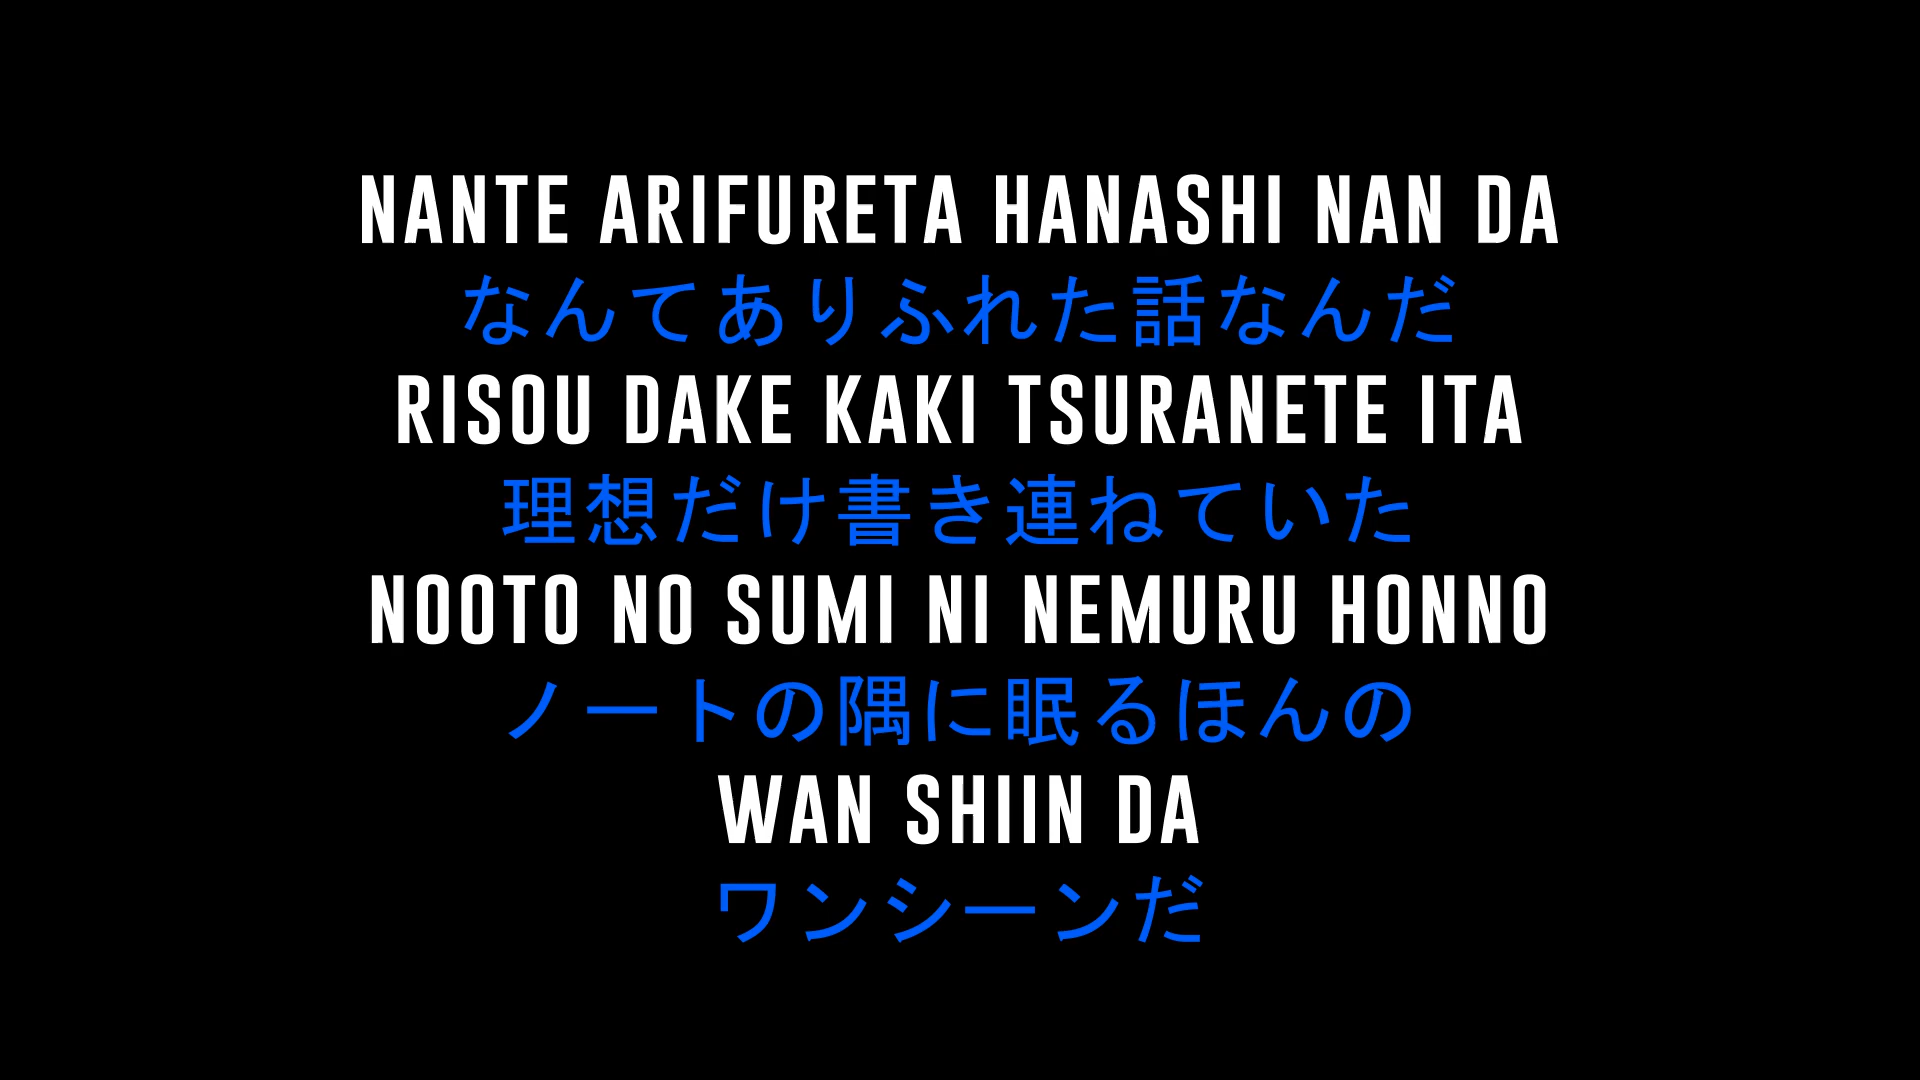 NANTE ARIFURETA HANASHI NAN DA
なんてありふれた話なんだ
RISOU DAKE KAKI TSURANETE ITA
理想だけ書き連ねていた
NOOTO NO SUMI NI NEMURU HONNO
ノートの隅に眠るほんの
WAN SHIIN DA
ワンシーンだ